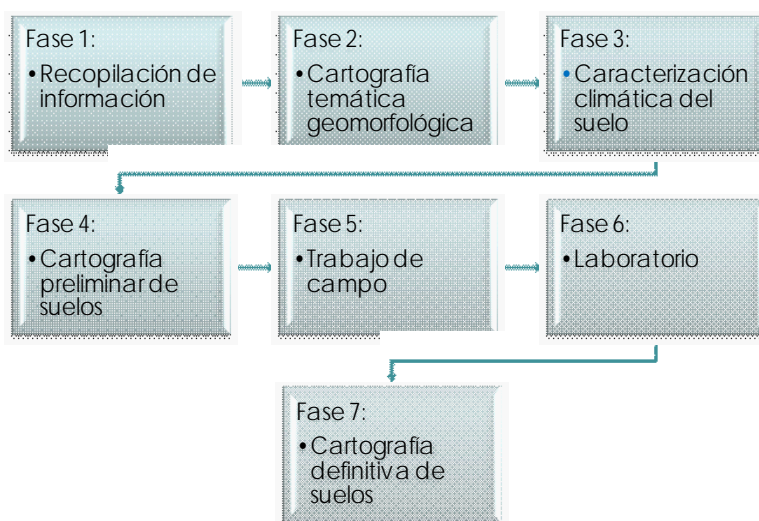 Fase 1:
•Recopilación de
información
Fase 2:
•Cartografía
temática
geomorfológica
Fase 3:
•Caracterización
climática del
suelo
Fase 4:
•Cartografía
preliminar de
suelos
Fase 5:
•Trabajo de
campo
Fase 6:
•Laboratorio
Fase 7:
•Cartografía
definitiva de
suelos